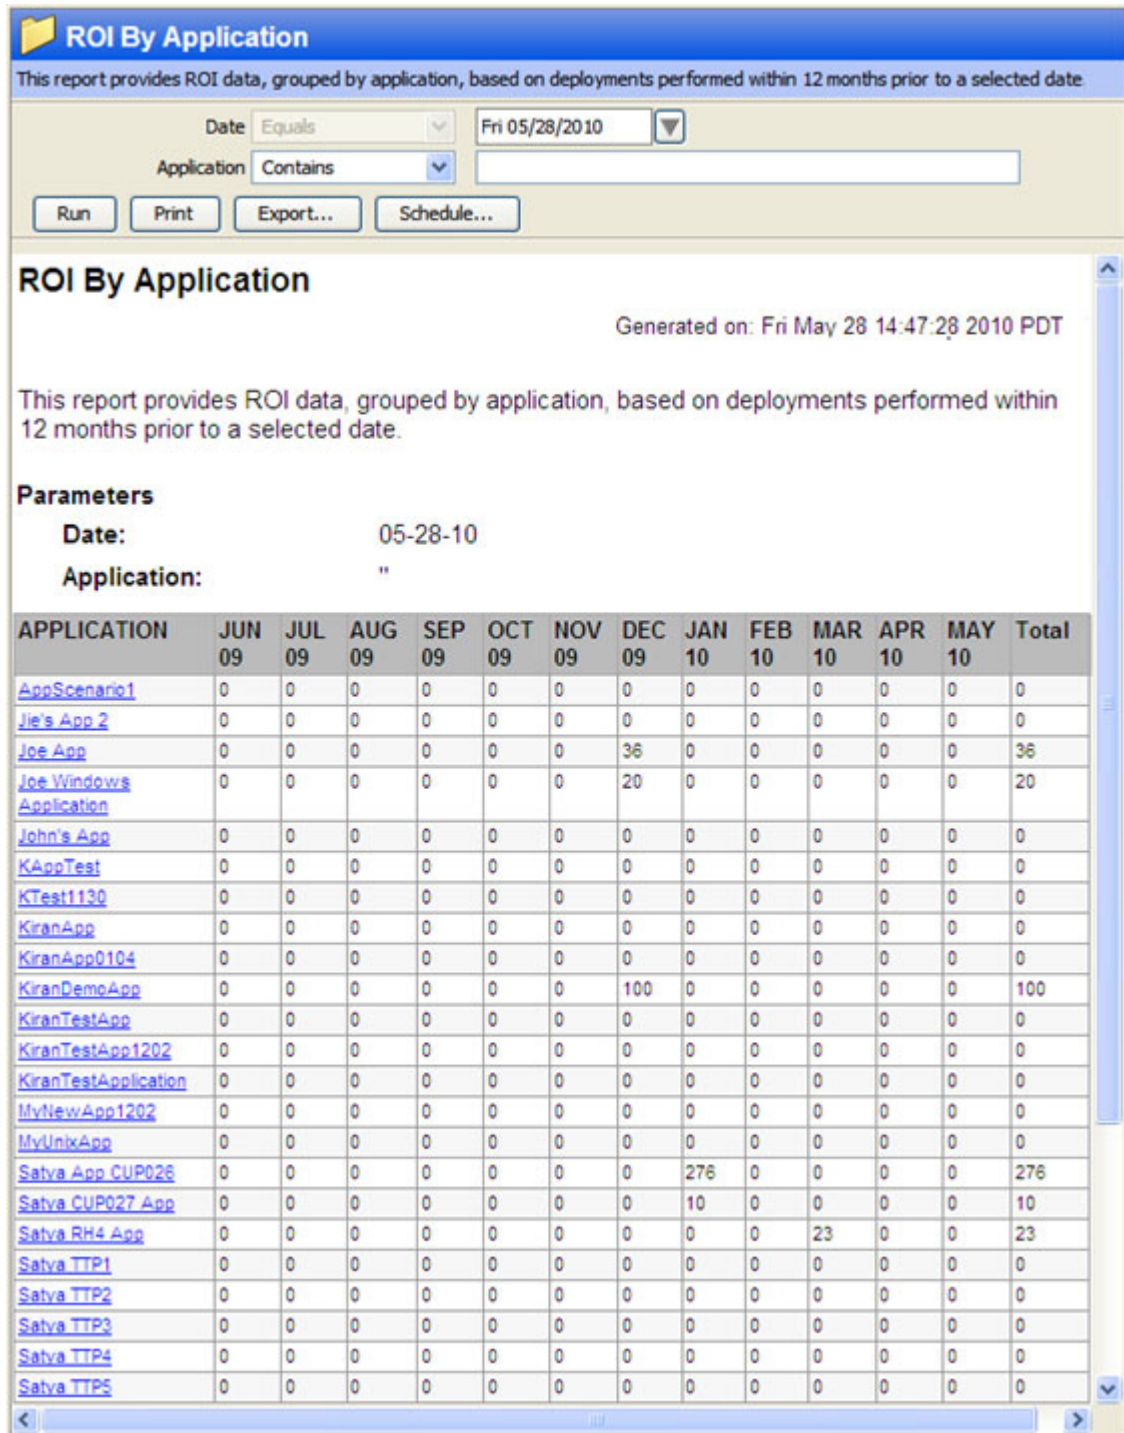 ROI By Application
This report provides ROI data, grouped by application, based on deployments performed within 12 months prior to a selected date
Date Equals Fri 05/28/2010
Application Contains
Run Print Export... Schedule...
ROI By Application
Generated on: Fri May 28 14:47:28 2010 PDT
This report provides ROI data, grouped by application, based on deployments performed within
12 months prior to a selected date.
Parameters
Date: 05-28-10
Application: "
APPLICATION JUN JUL AUG SEP OCT NOV DEC JAN FEB MAR APR MAY Total
09 09 09 09 09 09 09 10 10 10 10 10
AppScenario1 0 0 0 0 0 0 0 0 0 0 0 0 0
Jie's App 2 0 0 0 0 0 0 0 0 0 0 0 0 0
Joe App 0 0 0 0 0 0 36 0 0 0 0 0 36
Joe Windows 0 0 0 0 0 0 20 0 0 0 0 0 20
Application
John's App 0 0 0 0 0 0 0 0 0 0 0 0 0
KAppTest 0 0 0 0 0 0 0 0 0 0 0 0 0
KTest1130 0 0 0 0 0 0 0 0 0 0 0 0 0
KiranApp 0 0 0 0 0 0 0 0 0 0 0 0 0
KiranApp0104 0 0 0 0 0 0 0 0 0 0 0 0 0
KiranDemoApp 0 0 0 0 0 0 100 0 0 0 0 0 100
KiranTestApp 0 0 0 0 0 0 0 0 0 0 0 0 0
KiranTestApp1202 0 0 0 0 0 0 0 0 0 0 0 0 0
KiranTestApplication 0 0 0 0 0 0 0 0 0 0 0 0 0
MyNewApp1202 0 0 0 0 0 0 0 0 0 0 0 0 0
MyUnixApp 0 0 0 0 0 0 0 0 0 0 0 0 0
Satya App CUP026 0 0 0 0 0 0 0 276 0 0 0 0 276
Satya CUP027 App 0 0 0 0 0 0 0 10 0 0 0 0 10
Satya RH4 App 0 0 0 0 0 0 0 0 0 23 0 0 23
Satya TTP1 0 0 0 0 0 0 0 0 0 0 0 0 0
Satya TTP2 0 0 0 0 0 0 0 0 0 0 0 0 0
Satya TTP3 0 0 0 0 0 0 0 0 0 0 0 0 0
Satya TTP4 0 0 0 0 0 0 0 0 0 0 0 0 0
Satya TTP5 0 0 0 0 0 0 0 0 0 0 0 0 0